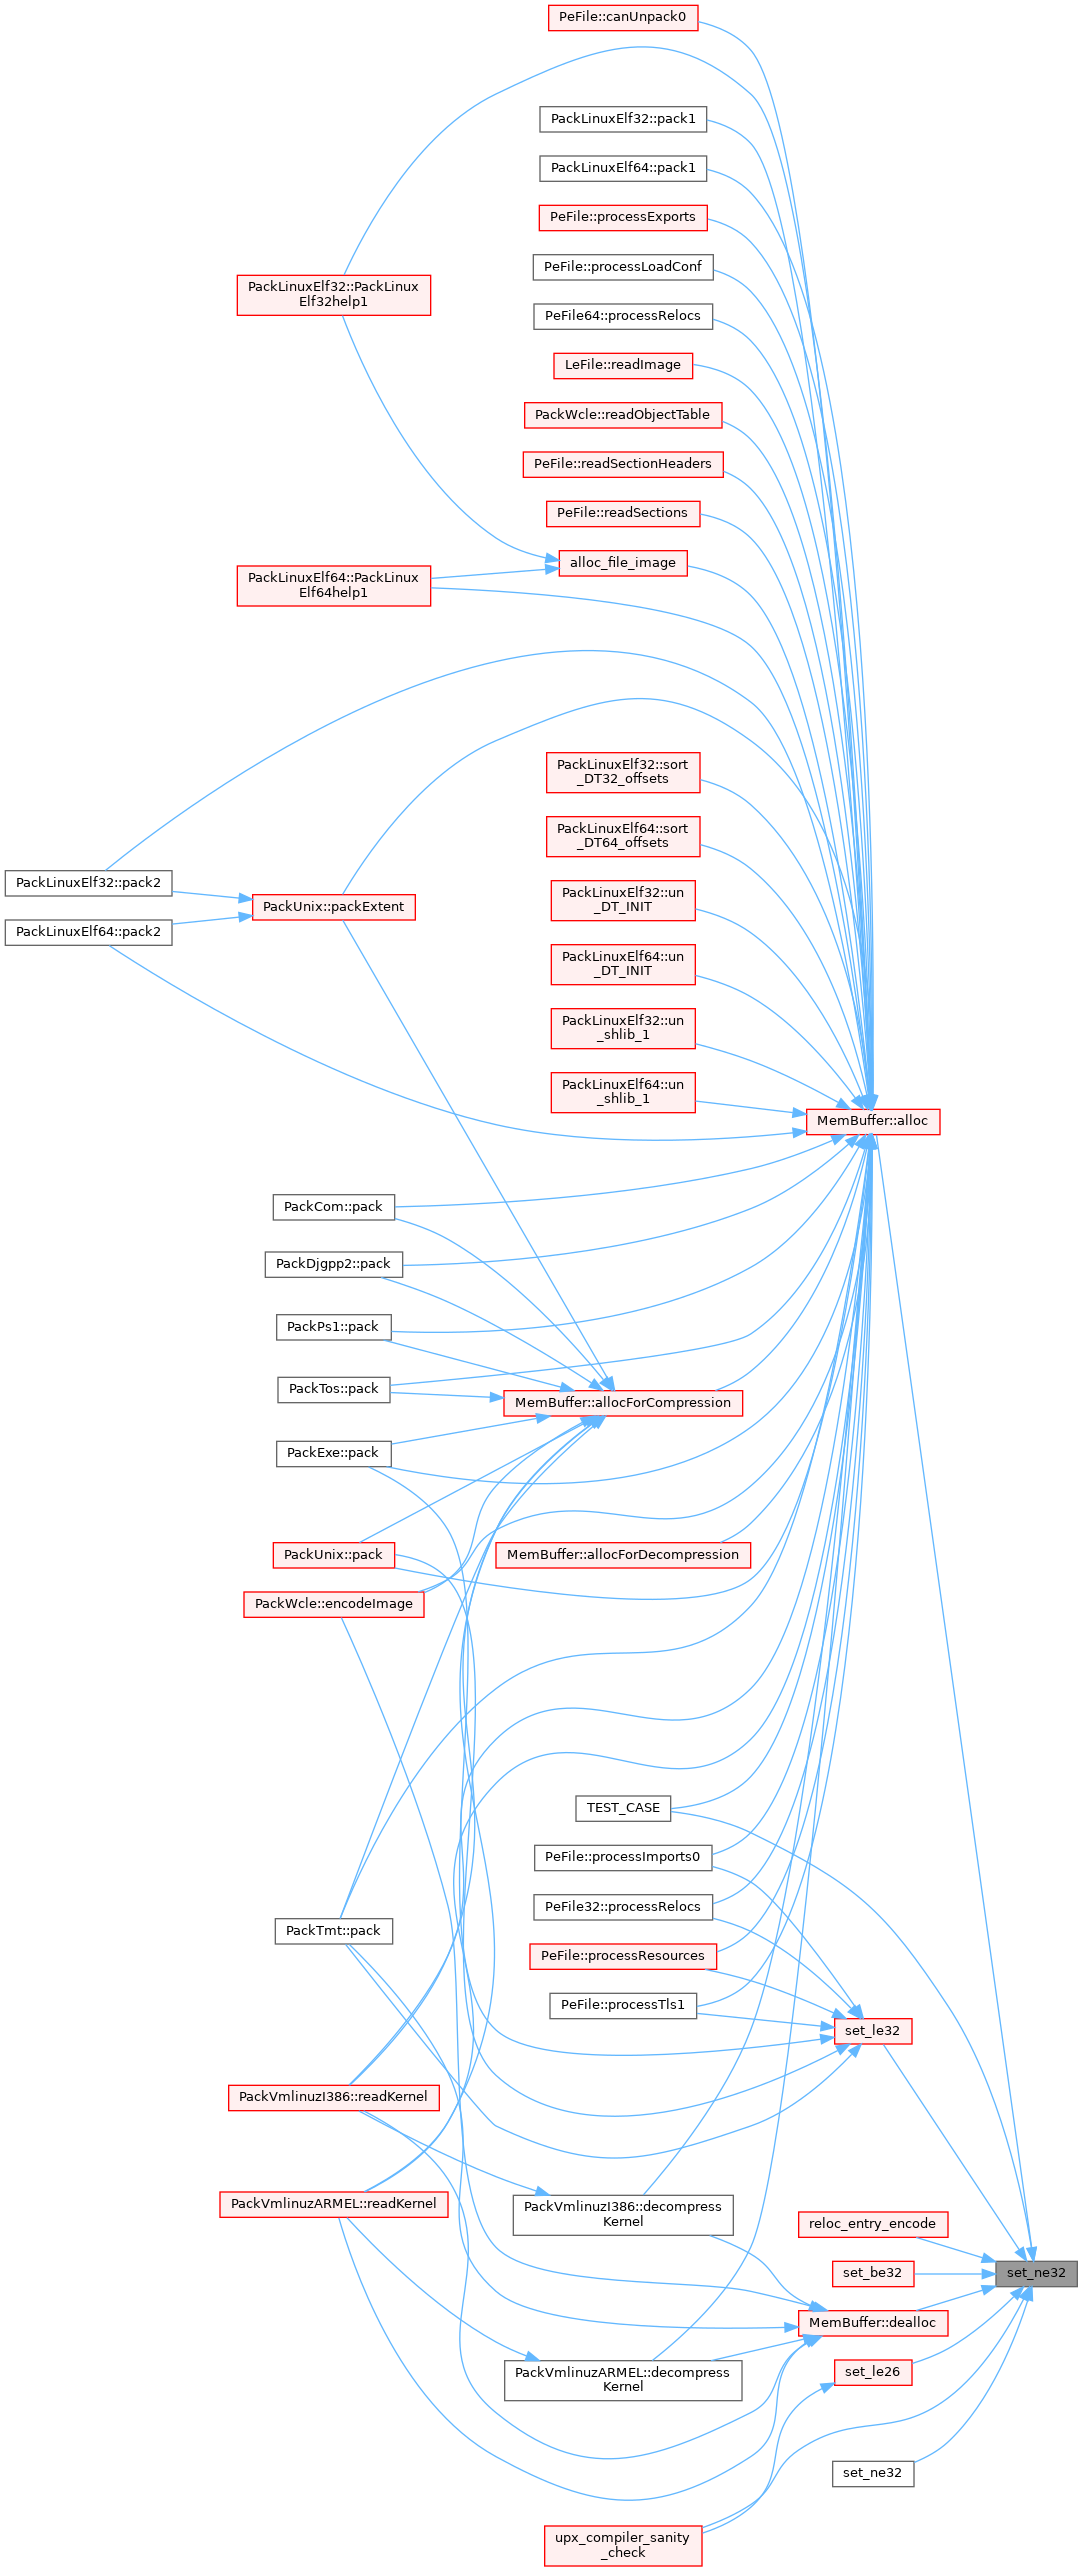 PeFile::canUnpack0
PackLinuxElf32::pack1
PackLinuxElf64::pack1
PeFile::processExports
PeFile::processLoadConf
PackLinuxElf32::PackLinux
Elf32help1
PeFile64::processRelocs
LeFile::readImage
PackWcle::readObjectTable
PeFile::readSectionHeaders
PeFile::readSections
alloc_file_image
PackLinuxElf64::PackLinux
Elf64help1
PackLinuxElf32::sort
_DT32_offsets
PackLinuxElf64::sort
_DT64_offsets
PackLinuxElf32::pack2
PackLinuxElf32::un
_DT_INIT
PackUnix::packExtent
PackLinuxElf64::pack2
PackLinuxElf64::un
_DT_INIT
PackLinuxElf32::un
_shlib_1
PackLinuxElf64::un
_shlib_1
MemBuffer::alloc
PackCom::pack
PackDjgpp2::pack
PackPs1::pack
PackTos::pack
MemBuffer::allocForCompression
PackExe::pack
PackUnix::pack
MemBuffer::allocForDecompression
PackWcle::encodeImage
TEST_CASE
PeFile::processImports0
PeFile32::processRelocs
PackTmt::pack
PeFile::processResources
PeFile::processTls1
set_le32
PackVmlinuzI386::readKernel
PackVmlinuzARMEL::readKernel
PackVmlinuzI386::decompress
Kernel
reloc_entry_encode
set_be32
set_ne32
MemBuffer::dealloc
PackVmlinuzARMEL::decompress
Kernel
set_le26
set_ne32
upx_compiler_sanity
_check